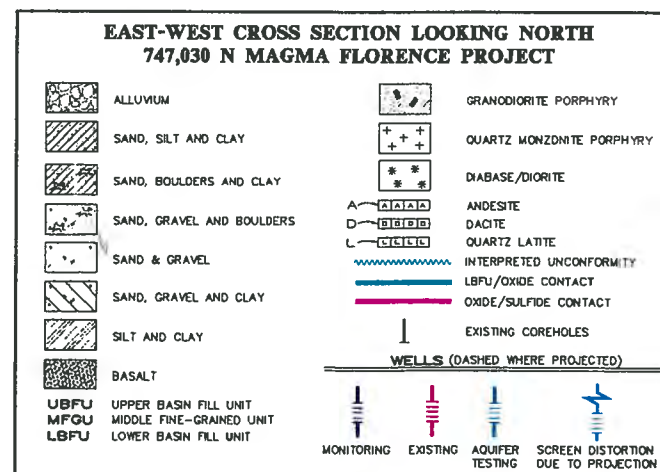 EAST-WEST CROSS SECTION LOOKING NORTH
747,030 N MAGMA FLORENCE PROJECT
ALLUVIUM
SAND, SILT AND CLAY
SAND, BOULDERS AND CLAY
SAND, GRAVEL AND BOULDERS
SAND & GRAVEL
SAND, GRAVEL AND CLAY
SILT AND CLAY
BASALT
UBFU UPPER BASIN FILL UNIT
MFGU MIDDLE FINE-GRAINED UNIT
LBFU LOWER BASIN FILL UNIT
GRANODIORITE PORPHYRY
QUARTZ MONZONITE PORPHYRY
DIABASE/DIORITE
A A A A A ANDESITE
D D D D D DACITE
L L L L L QUARTZ LATITE
INTERPRETED UNCONFORMITY
LBFU/OXIDE CONTACT
OXIDE/SULFIDE CONTACT
EXISTING COREHOLES
WELLS (DASHED WHERE PROJECTED)
MONITORING
EXISTING
AQUIFER
TESTING
SCREEN DISTORTION
DUE TO PROJECTION